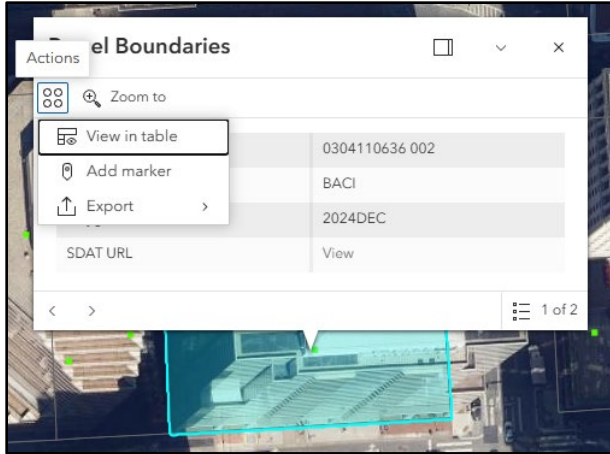 el Boundaries
Actions
Zoom to
View in table
0304110636 002
Add marker
BACI
Export
2024DEC
SDAT URL
View
1 of 2